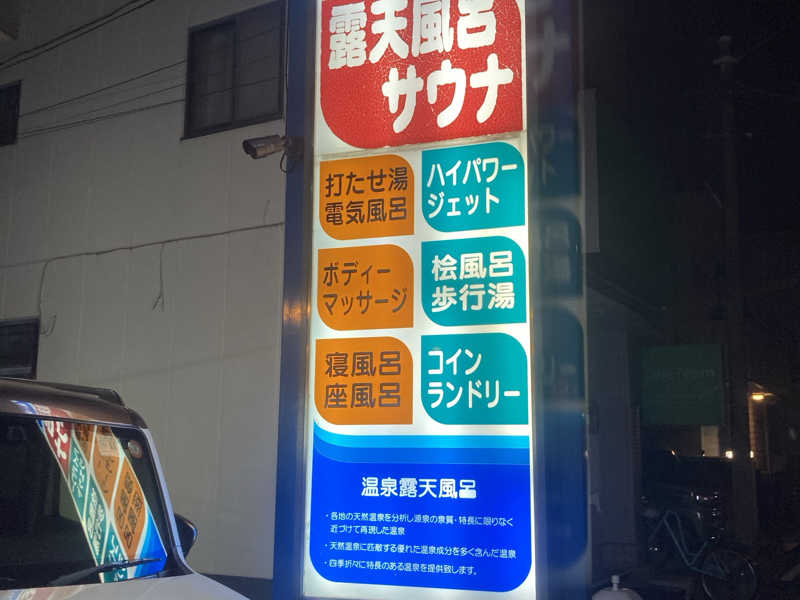 露天風呂
サウナ
打たせ湯
電気風呂
ハイパワー
ジェット
ボディー
マッサージ
桧風呂
歩行湯
寝風呂
座風呂
コイン
ランドリー
温泉露天風呂
・各地の天然温泉を分析し源泉の泉質・特長に限りなく
近づけて再現した温泉
・天然温泉に匹敵する優れた温泉成分を多く含んだ温泉
・四季折々に特長のある温泉を提供致します。